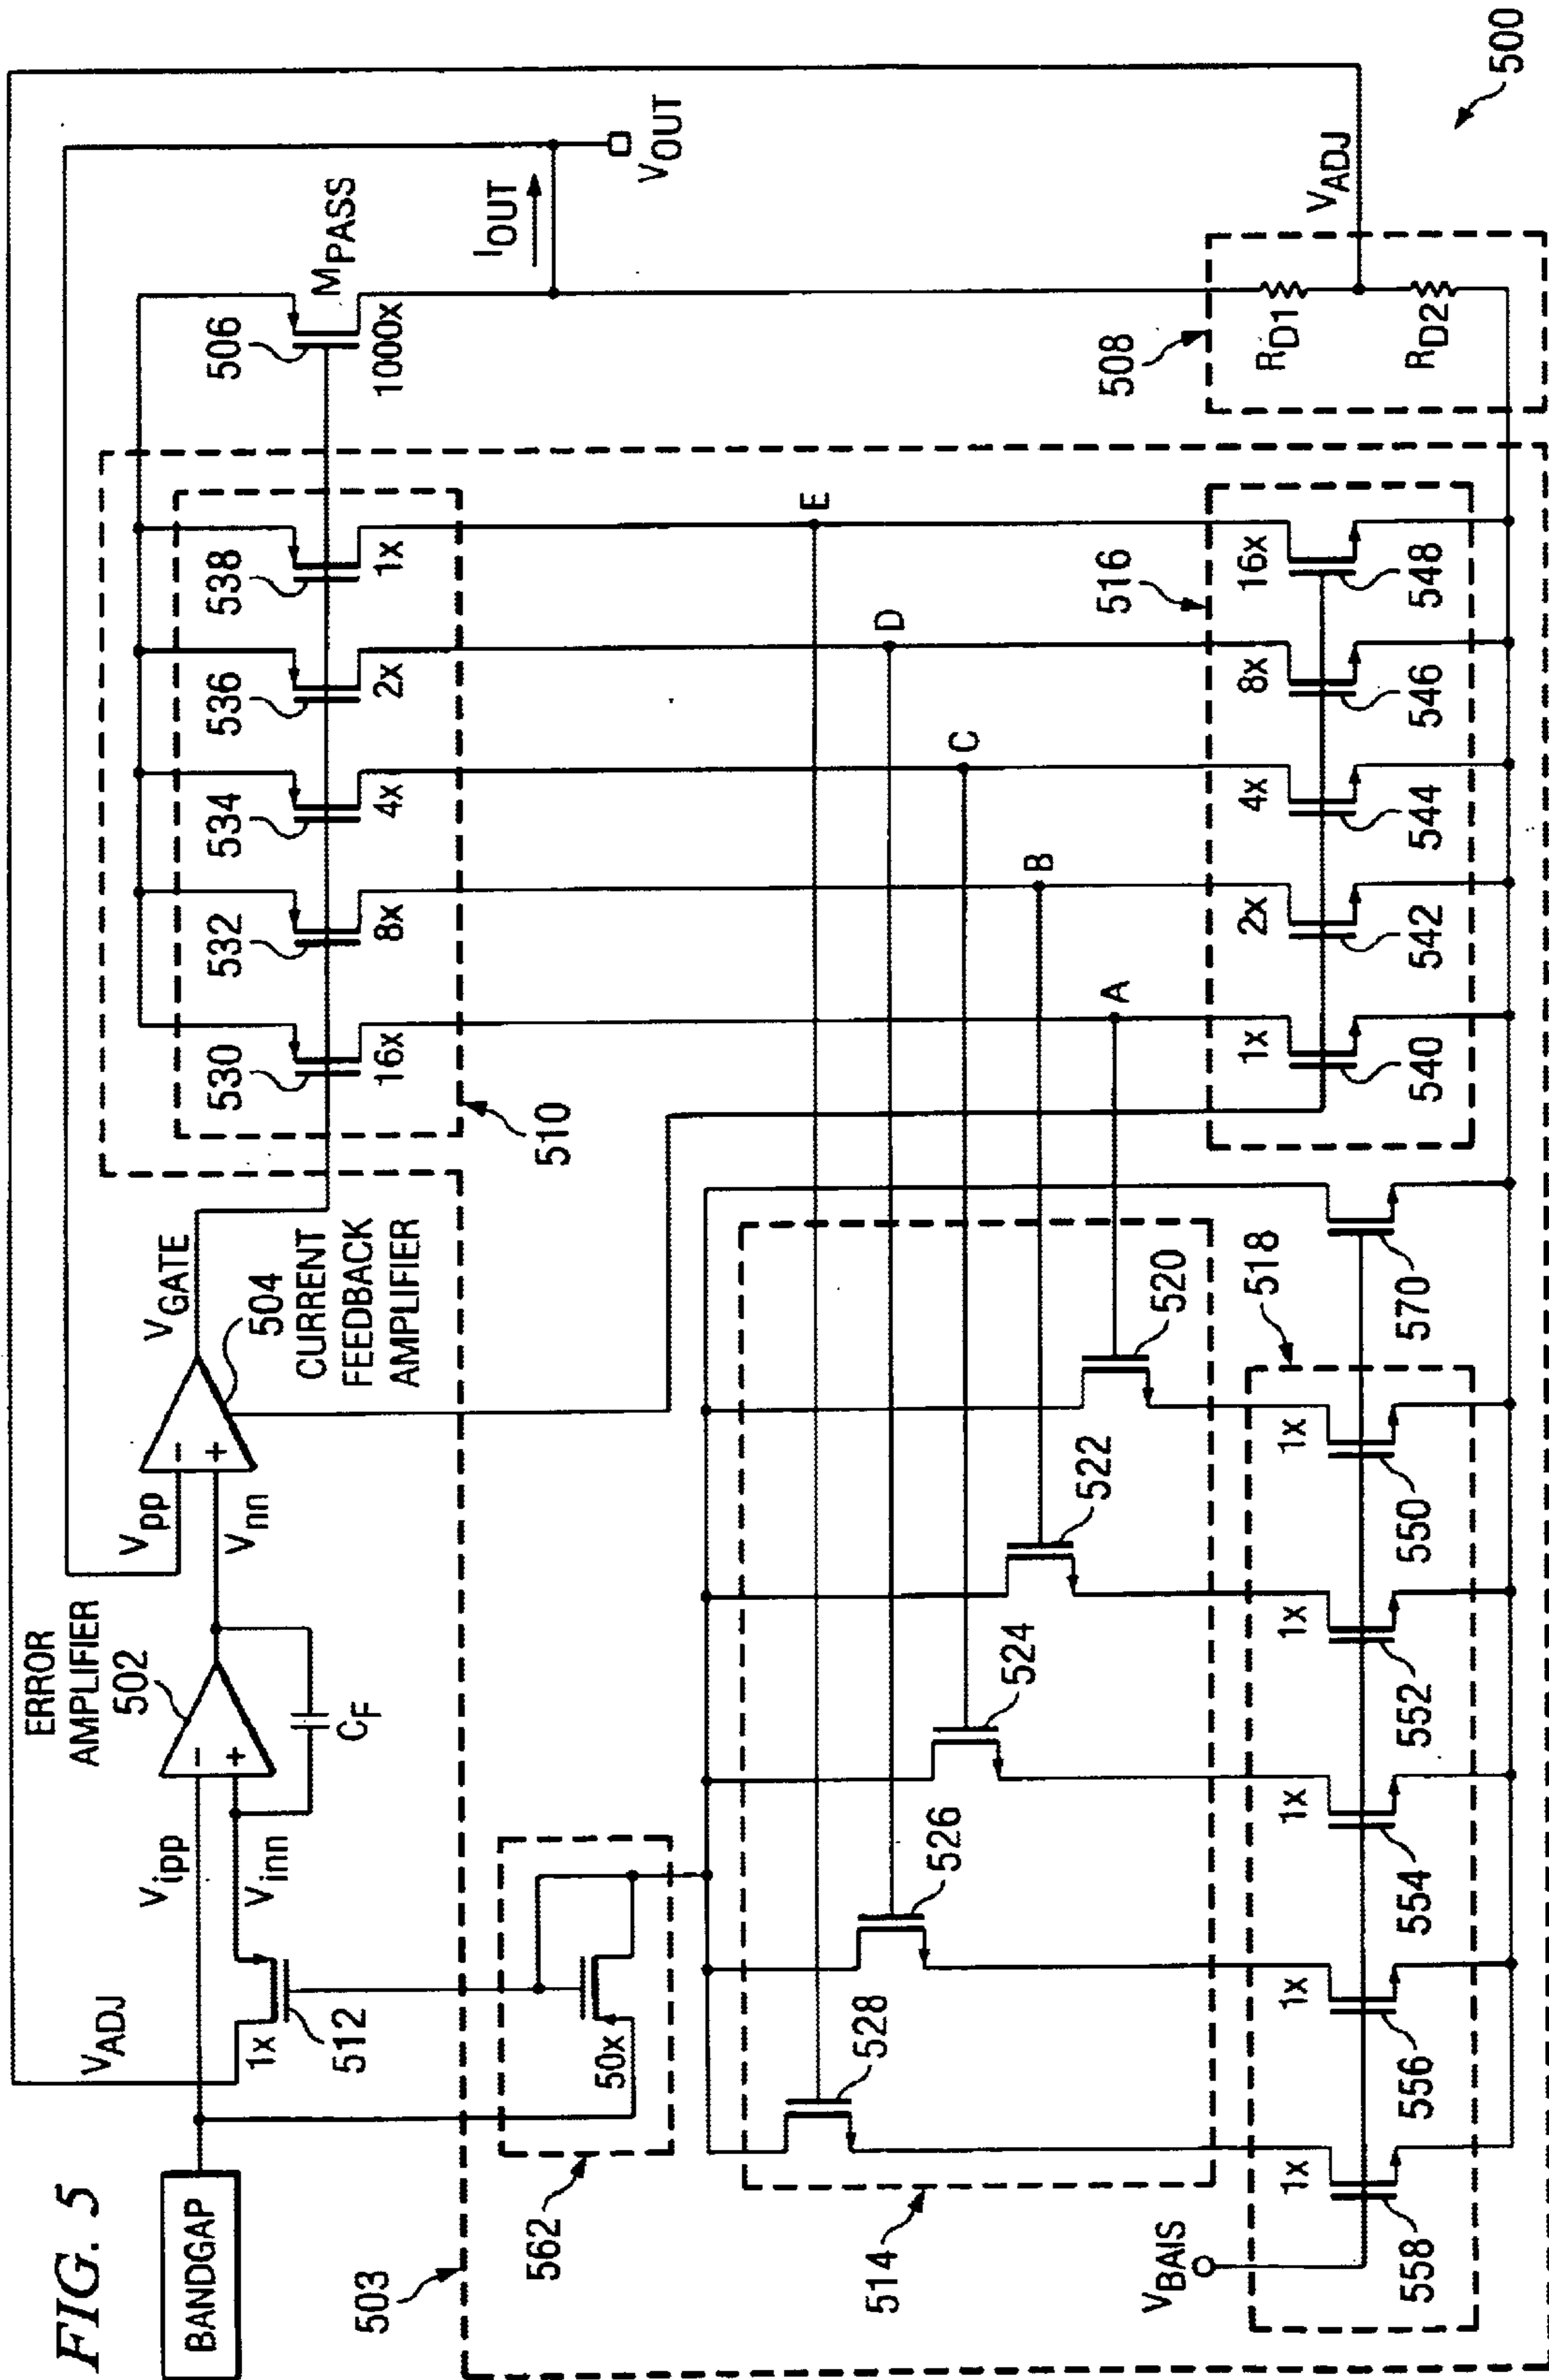 FIG. 5
BANDGAP
V_ADJ
1x
512
V_ipp
V_inn
ERROR
AMPLIFIER
502
C_F
V_pp
V_nn
V_GATE
504
CURRENT
FEEDBACK
AMPLIFIER
503
562
50x
510
530
16x
532
8x
534
4x
536
2x
538
1x
506
M_PASS
1000x
I_OUT
V_OUT
514
528
526
524
522
520
E
D
C
B
A
516
1x
2x
4x
8x
16x
540
542
544
546
548
508
R_D1
R_D2
V_ADJ
500
V_BAIS
518
1x
1x
1x
1x
1x
558
556
554
552
550
570